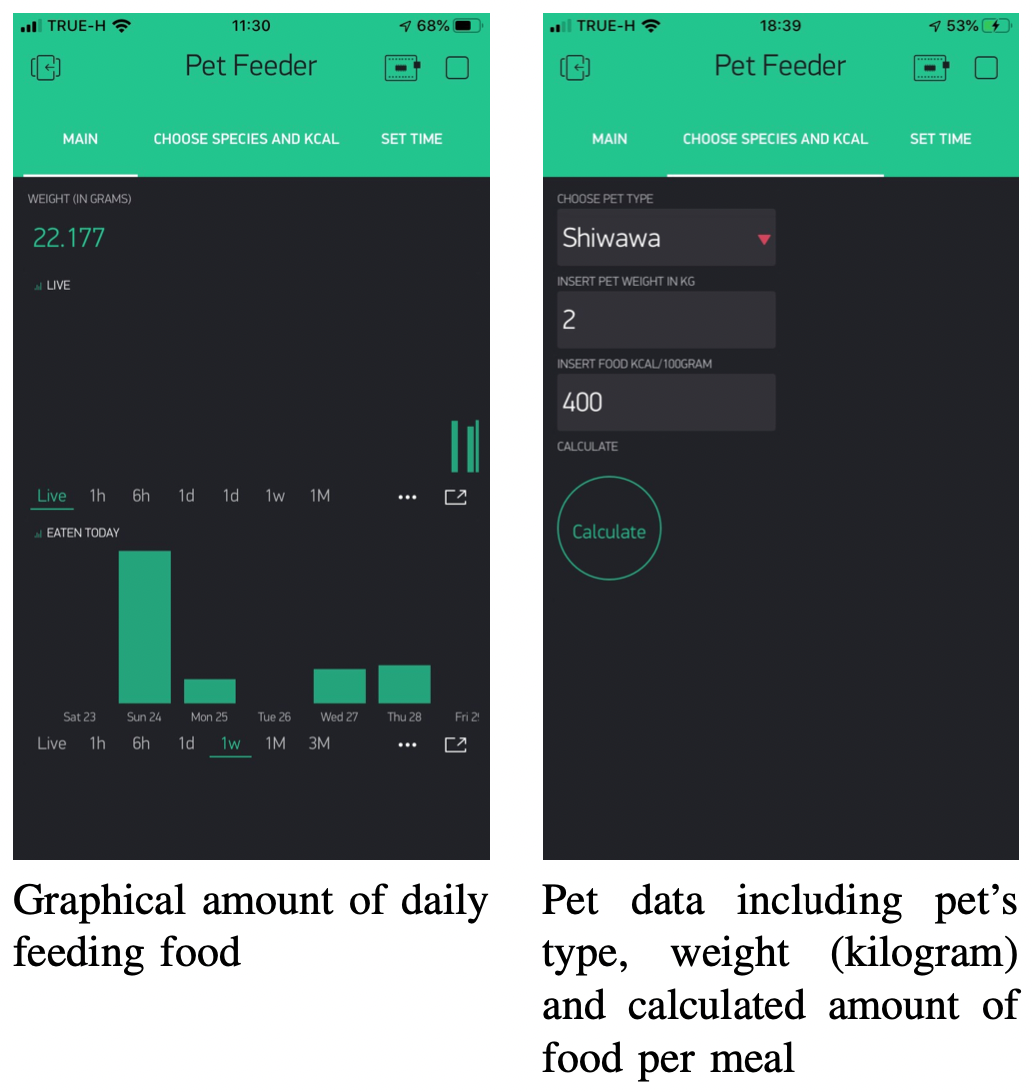 TRUE-H 11:30 68%
Pet Feeder
MAIN CHOOSE SPECIES AND KCAL SET TIME
WEIGHT (IN GRAMS)
22.177
LIVE
Live 1h 6h 1d 1d 1w 1M
EATEN TODAY
Sat 23 Sun 24 Mon 25 Tue 26 Wed 27 Thu 28 Fri
Live 1h 6h 1d 1w 1M 3M
Graphical amount of daily
feeding food
TRUE-H 18:39 53%
Pet Feeder
MAIN CHOOSE SPECIES AND KCAL SET TIME
CHOOSE PET TYPE
Shiwawa
INSERT PET WEIGHT IN KG
2
INSERT FOOD KCAL/100GRAM
400
CALCULATE
Calculate
Pet data including pet's
type, weight (kilogram)
and calculated amount of
food per meal